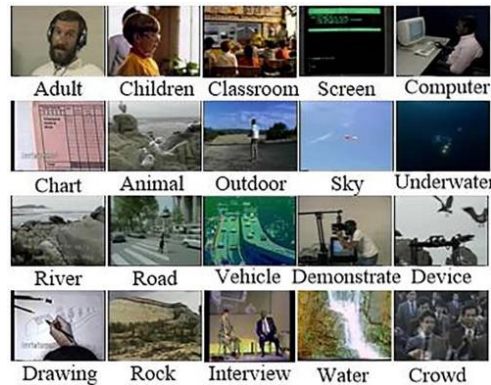 Adult Children Classroom Screen Computer
Chart Animal Outdoor Sky Underwater
River Road Vehicle Demonstrate Device
Drawing Rock Interview Water Crowd